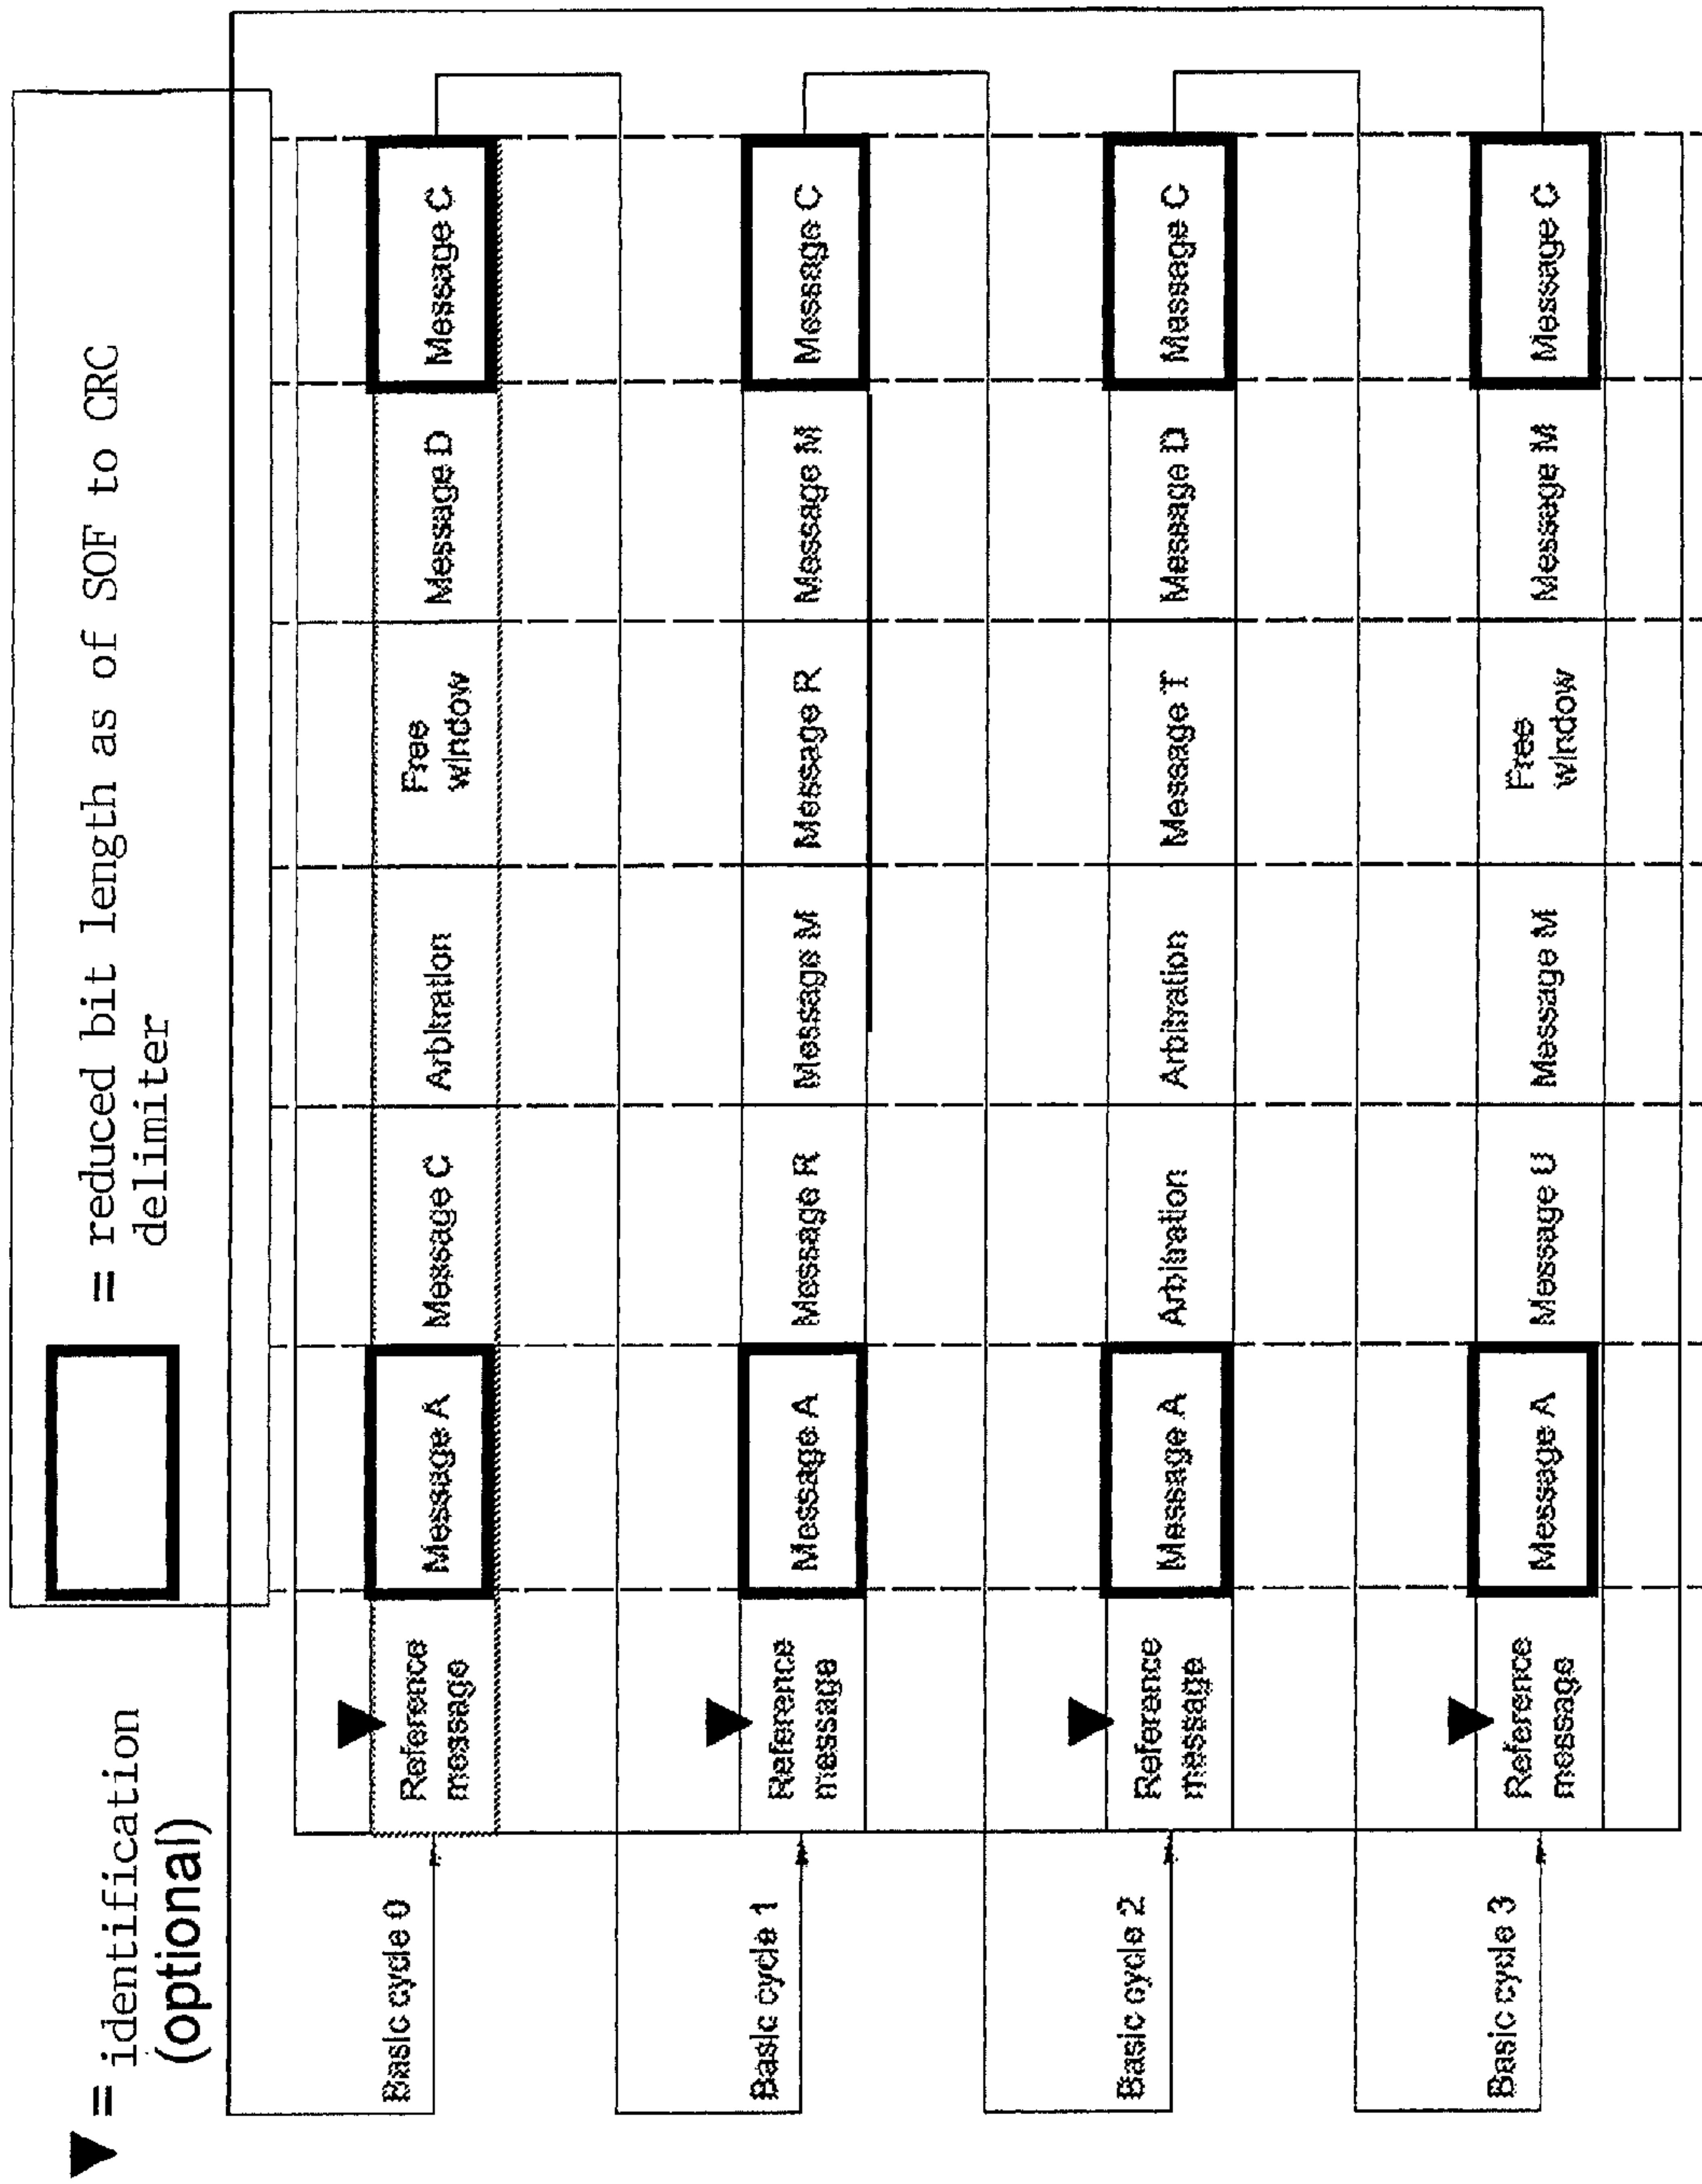 ▼ = identification
(optional)
= reduced bit length as of SOF to CRC
delimiter
Basic cycle 0
Reference
message
Message A
Message C
Arbitration
Free
window
Message D
Message C
Basic cycle 1
Reference
message
Message A
Message R
Message M
Message R
Message M
Message C
Basic cycle 2
Reference
message
Message A
Arbitration
Arbitration
Message T
Message D
Message C
Basic cycle 3
Reference
message
Message A
Message U
Message M
Free
window
Message M
Message C